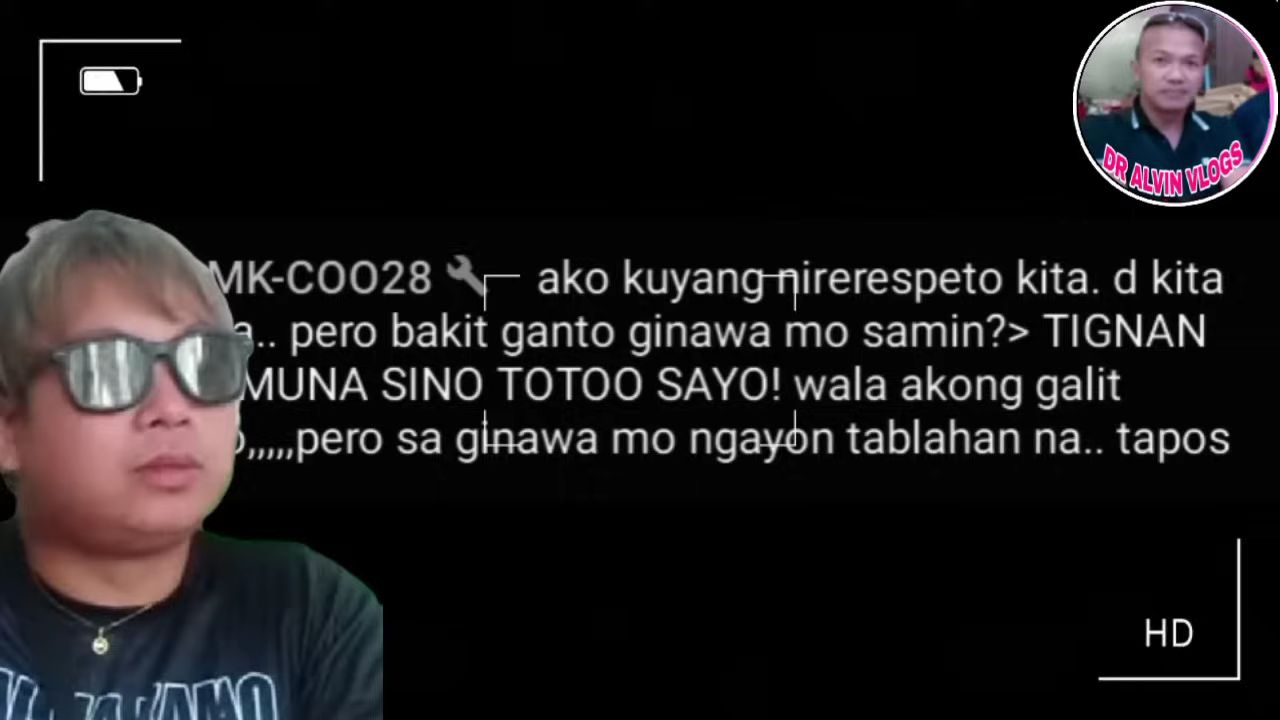 DR ALVIN VLOGS
MK-COO28 ako kuyang nirerespeto kita. d kita
a.. pero bakit ganto ginawa mo samin?> TIGNAN
MUNA SINO TOTOO SAYO! wala akong galit
o,,,,,pero sa ginawa mo ngayon tablahan na.. tapos
HD